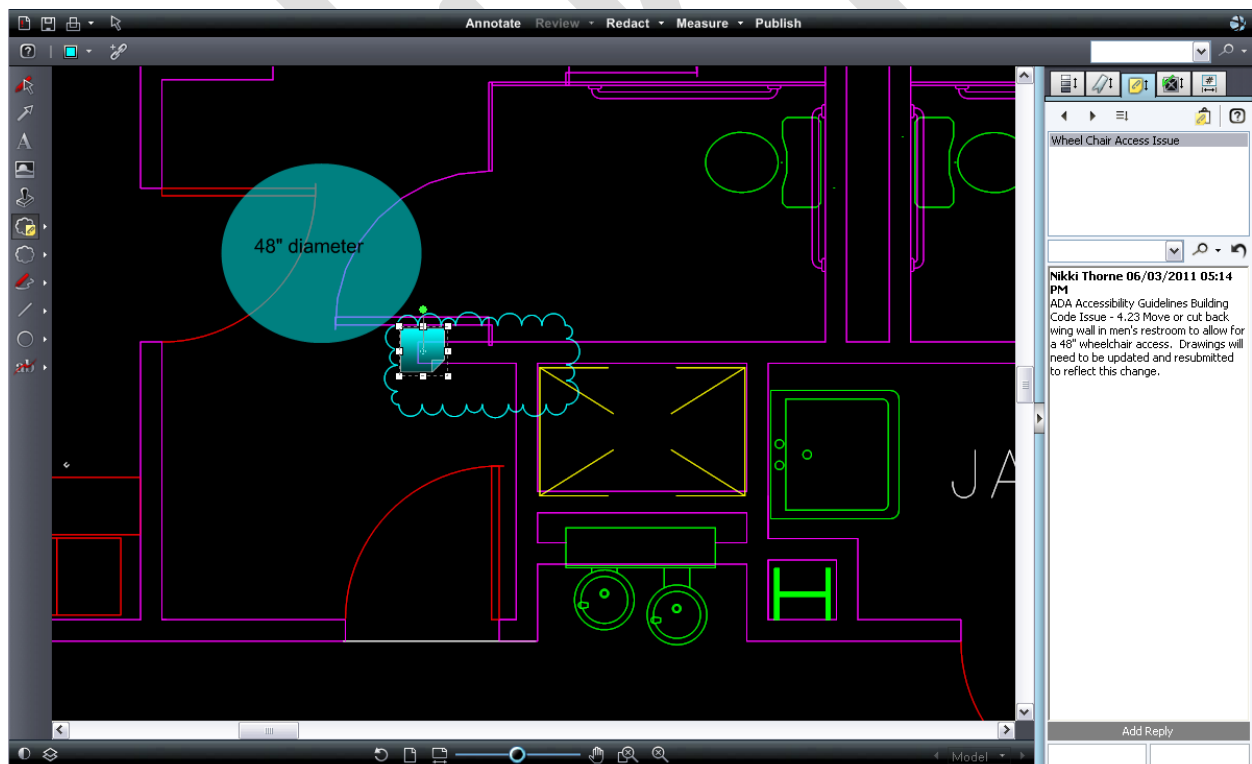 Annotate Review Redact Measure Publish
Wheel Chair Access Issue
Nikki Thorne 06/03/2011 05:14
PM
ADA Accessibility Guidelines Building
Code Issue - 4.23 Move or cut back
wing wall in men's restroom to allow for
a 48" wheelchair access. Drawings will
need to be updated and resubmitted
to reflect this change.
48" diameter
JA
Add Reply
Model